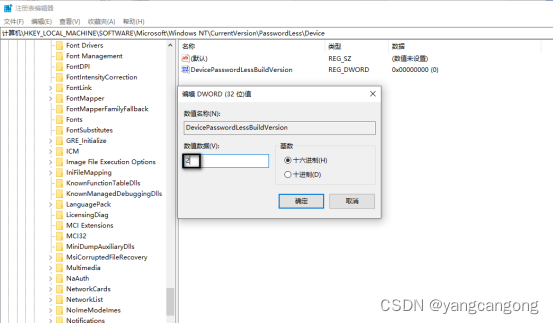 注册表编辑器
文件(F) 编辑(E) 查看(V) 收藏夹(A) 帮助(H)
计算机\HKEY_LOCAL_MACHINE\SOFTWARE\Microsoft\Windows NT\CurrentVersion\PasswordLess\Device
Font Drivers
Font Management
FontDPI
FontIntensityCorrection
FontLink
FontMapper
FontMapperFamilyFallback
Fonts
FontSubstitutes
GRE_Initialize
ICM
Image File Execution Options
IniFileMapping
KnownFunctionTableDlls
KnownManagedDebuggingDlls
LanguagePack
LicensingDiag
MCI Extensions
MCI32
MiniDumpAuxiliaryDlls
MsiCorruptedFileRecovery
Multimedia
NaAuth
NetworkCards
NetworkList
NoImeModeImes
Notifications
名称 类型 数据
(默认) REG_SZ (数值未设置)
DevicePasswordLessBuildVersion REG_DWORD 0x00000000 (0)
编辑 DWORD (32 位)值
数值名称(N):
DevicePasswordLessBuildVersion
数值数据(V): 基数
2 十六进制(H)
十进制(D)
确定 取消
CSDN @yangcangong